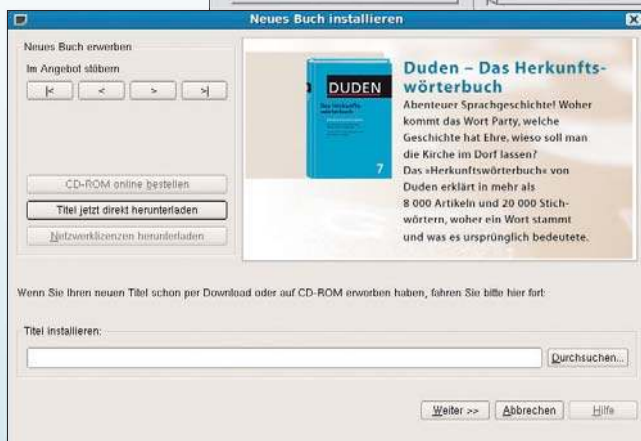 Neues Buch installieren
Neues Buch erwerben
Im Angebot stöbern
|< < > >|
CD-ROM online bestellen
Titel jetzt direkt herunterladen
Netzwerklizenzen herunterladen
DUDEN
Das Herkunfts-
wörterbuch
7
Duden – Das Herkunfts-
wörterbuch
Abenteuer Sprachgeschichte! Woher
kommt das Wort Party, welche
Geschichte hat Ehre, wieso soll man
die Kirche im Dorf lassen?
Das »Herkunftswörterbuch« von
Duden erklärt in mehr als
8 000 Artikeln und 20 000 Stich-
wörtern, woher ein Wort stammt
und was es ursprünglich bedeutete.
Wenn Sie Ihren neuen Titel schon per Download oder auf CD-ROM erworben haben, fahren Sie bitte hier fort:
Titel installieren:
Durchsuchen...
Weiter >> Abbrechen Hilfe